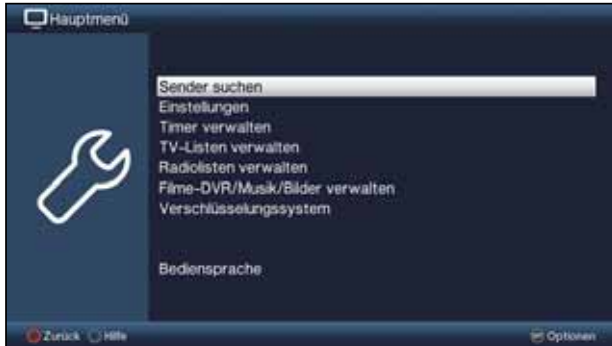 Hauptmenü
Sender suchen
Einstellungen
Timer verwalten
TV-Listen verwalten
Radiolisten verwalten
Filme-DVR/Musik/Bilder verwalten
Verschlüsselungssystem
Bediensprache
Zurück Hilfe Optionen